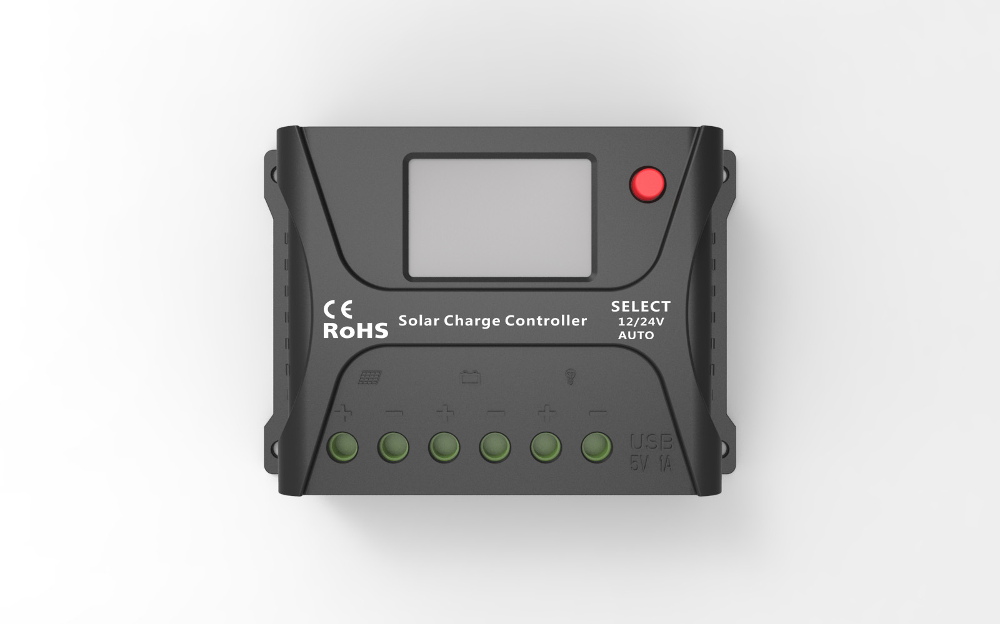 CE
RoHS
Solar Charge Controller
SELECT
12/24V
AUTO
+ − + − + −
USB
5V 1A